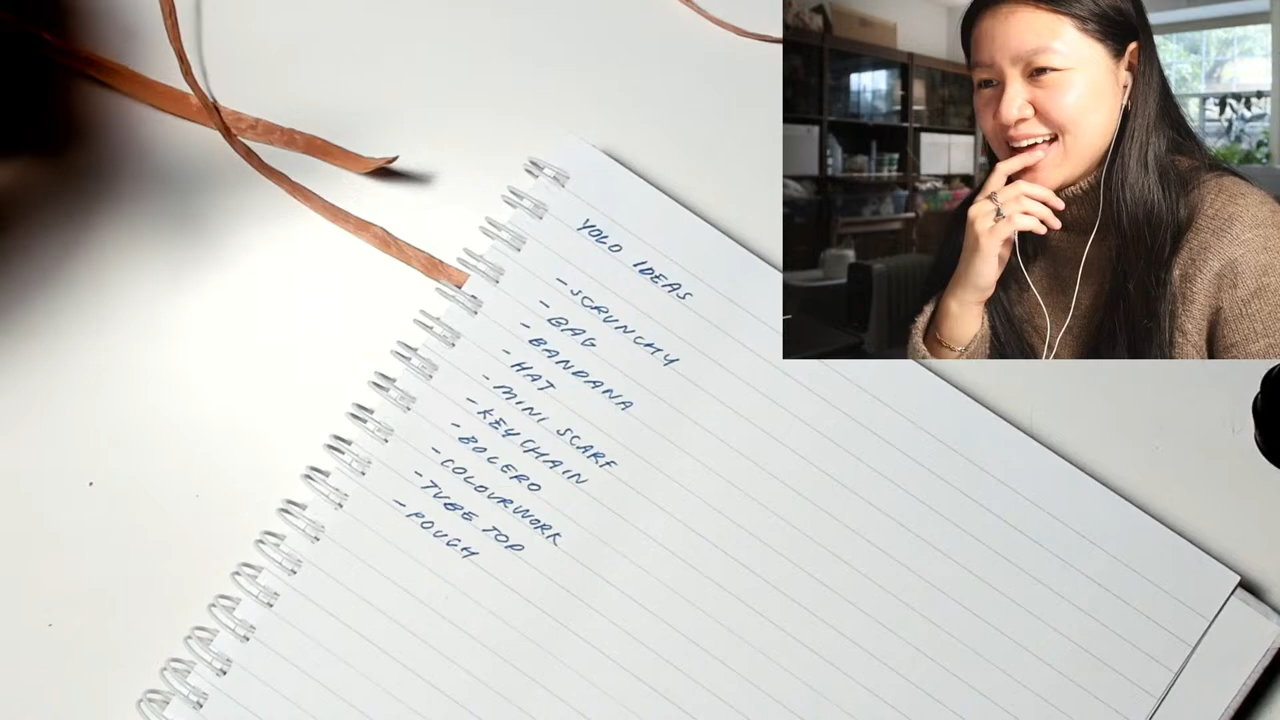 YOLO IDEAS
- SCRUNCHY
- BAG
- BANDANA
- HAT
- MINI SCARF
- KEYCHAIN
- BOLERO
- COLOURWORK
- TUBE TOP
- POUCH